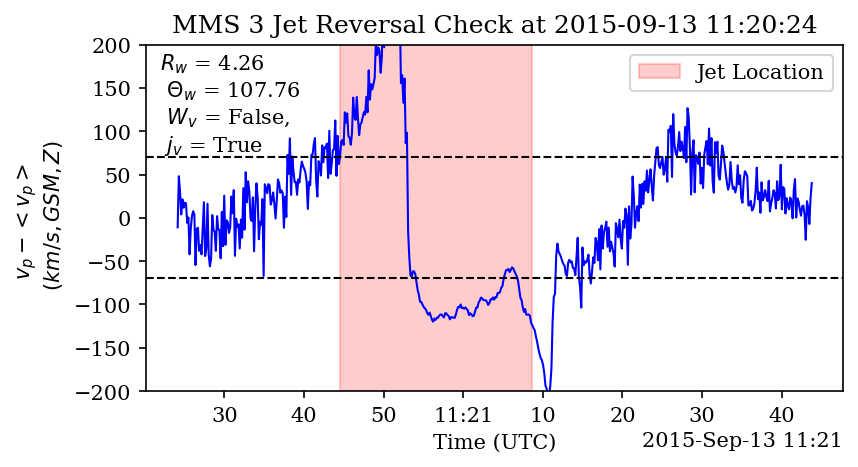 MMS 3 Jet Reversal Check at 2015-09-13 11:20:24
R_w = 4.26
Θ_w = 107.76
W_v = False,
j_v = True
Jet Location
200
150
100
50
0
−50
−100
−150
−200
v_p − < v_p >
(km/s, GSM, Z)
30 40 50 11:21 10 20 30 40
Time (UTC)
2015-Sep-13 11:21